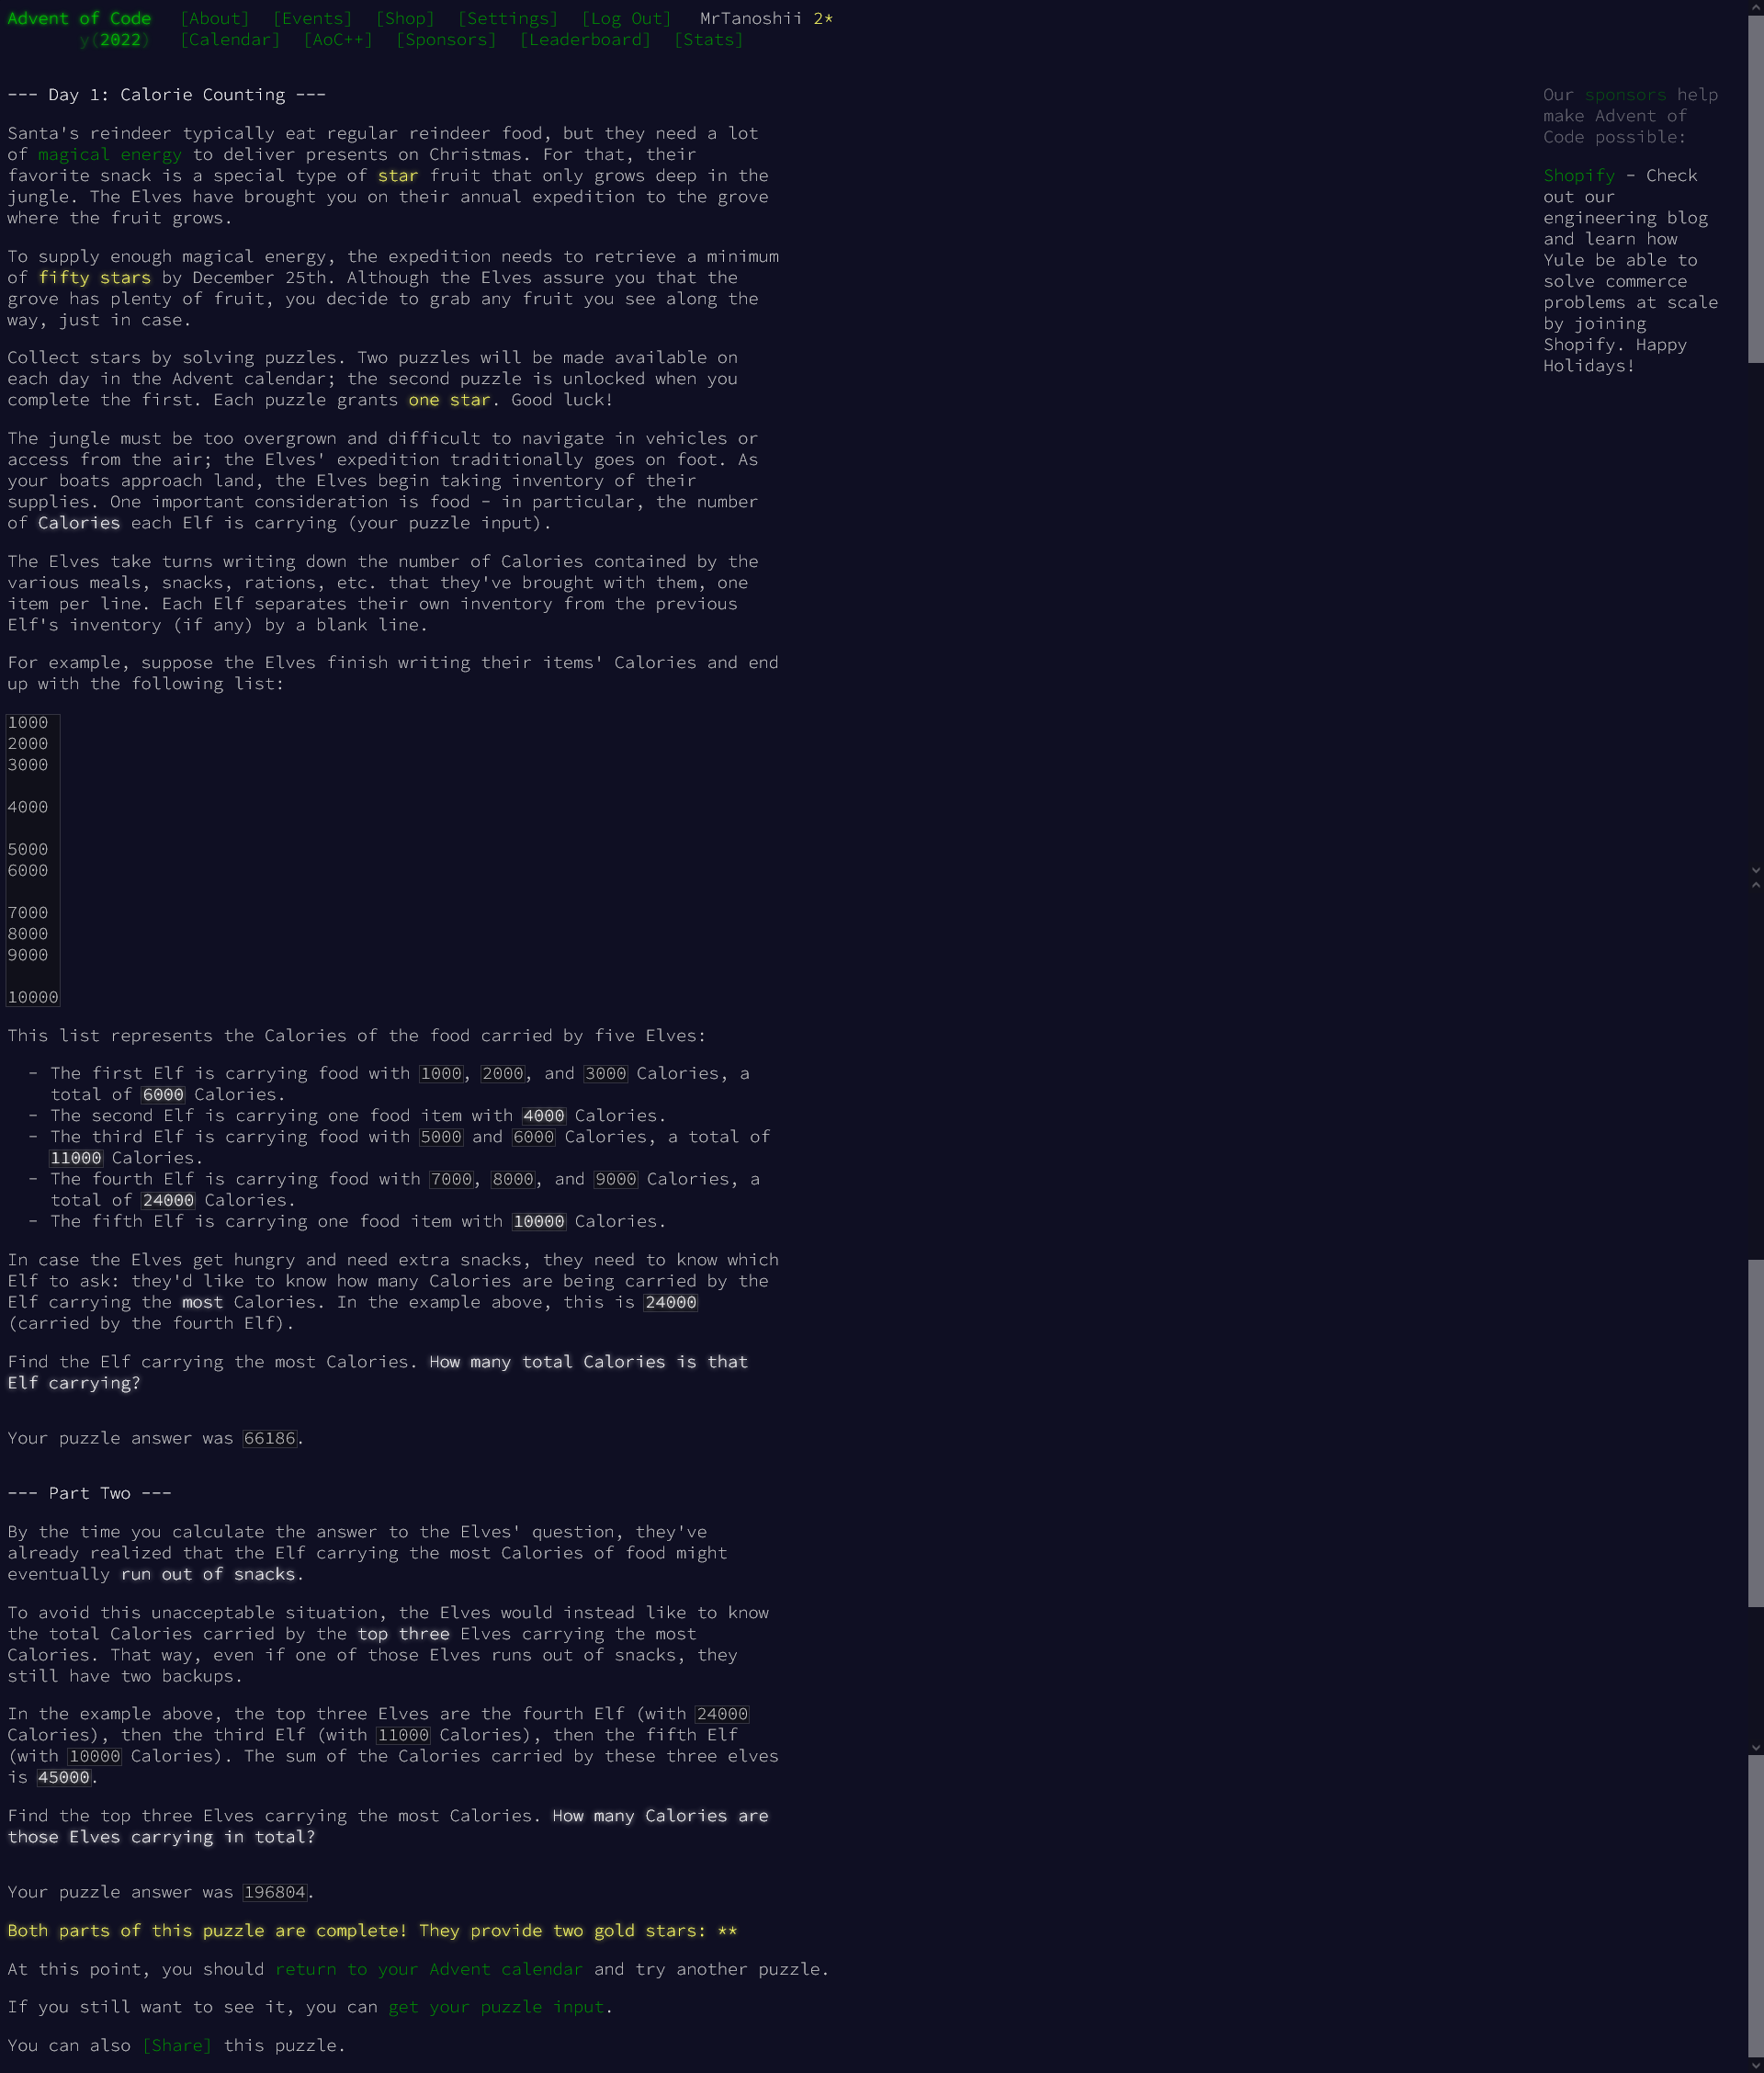 Advent of Code [About] [Events] [Shop] [Settings] [Log Out] MrTanoshii 2*
y(2022) [Calendar] [AoC++] [Sponsors] [Leaderboard] [Stats]
--- Day 1: Calorie Counting ---
Santa's reindeer typically eat regular reindeer food, but they need a lot
of magical energy to deliver presents on Christmas. For that, their
favorite snack is a special type of star fruit that only grows deep in the
jungle. The Elves have brought you on their annual expedition to the grove
where the fruit grows.
To supply enough magical energy, the expedition needs to retrieve a minimum
of fifty stars by December 25th. Although the Elves assure you that the
grove has plenty of fruit, you decide to grab any fruit you see along the
way, just in case.
Collect stars by solving puzzles. Two puzzles will be made available on
each day in the Advent calendar; the second puzzle is unlocked when you
complete the first. Each puzzle grants one star. Good luck!
The jungle must be too overgrown and difficult to navigate in vehicles or
access from the air; the Elves' expedition traditionally goes on foot. As
your boats approach land, the Elves begin taking inventory of their
supplies. One important consideration is food - in particular, the number
of Calories each Elf is carrying (your puzzle input).
The Elves take turns writing down the number of Calories contained by the
various meals, snacks, rations, etc. that they've brought with them, one
item per line. Each Elf separates their own inventory from the previous
Elf's inventory (if any) by a blank line.
For example, suppose the Elves finish writing their items' Calories and end
up with the following list:
1000
2000
3000
4000
5000
6000
7000
8000
9000
10000
This list represents the Calories of the food carried by five Elves:
- The first Elf is carrying food with 1000, 2000, and 3000 Calories, a
total of 6000 Calories.
- The second Elf is carrying one food item with 4000 Calories.
- The third Elf is carrying food with 5000 and 6000 Calories, a total of
11000 Calories.
- The fourth Elf is carrying food with 7000, 8000, and 9000 Calories, a
total of 24000 Calories.
- The fifth Elf is carrying one food item with 10000 Calories.
In case the Elves get hungry and need extra snacks, they need to know which
Elf to ask: they'd like to know how many Calories are being carried by the
Elf carrying the most Calories. In the example above, this is 24000
(carried by the fourth Elf).
Find the Elf carrying the most Calories. How many total Calories is that
Elf carrying?
Your puzzle answer was 66186.
--- Part Two ---
By the time you calculate the answer to the Elves' question, they've
already realized that the Elf carrying the most Calories of food might
eventually run out of snacks.
To avoid this unacceptable situation, the Elves would instead like to know
the total Calories carried by the top three Elves carrying the most
Calories. That way, even if one of those Elves runs out of snacks, they
still have two backups.
In the example above, the top three Elves are the fourth Elf (with 24000
Calories), then the third Elf (with 11000 Calories), then the fifth Elf
(with 10000 Calories). The sum of the Calories carried by these three elves
is 45000.
Find the top three Elves carrying the most Calories. How many Calories are
those Elves carrying in total?
Your puzzle answer was 196804.
Both parts of this puzzle are complete! They provide two gold stars: **
At this point, you should return to your Advent calendar and try another puzzle.
If you still want to see it, you can get your puzzle input.
You can also [Share] this puzzle.
Our sponsors help
make Advent of
Code possible:
Shopify - Check
out our
engineering blog
and learn how
Yule be able to
solve commerce
problems at scale
by joining
Shopify. Happy
Holidays!